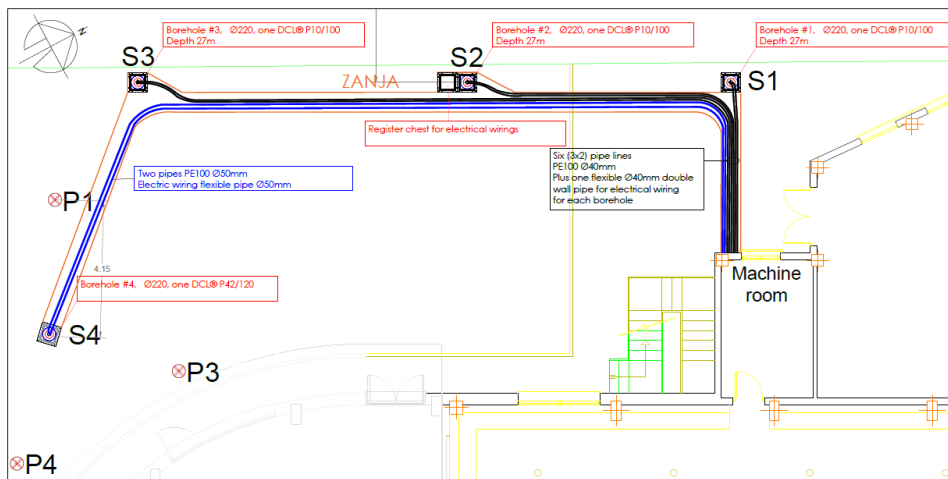 N
Borehole #3,   Ø220, one DCL® P10/100
Depth 27m
Borehole #2,   Ø220, one DCL® P10/100
Depth 27m
Borehole #1,   Ø220, one DCL® P10/100
Depth 27m
S3
S2
S1
ZANJA
Register chest for electrical wirings
Two pipes PE100 Ø50mm
Electric wiring flexible pipe Ø50mm
Six (3x2) pipe lines
PE100 Ø40mm
Plus one flexible Ø40mm double
wall pipe for electrical wiring
for each borehole
P1
4.15
Borehole #4,   Ø220, one DCL® P42/120
Machine
room
S4
P3
P4